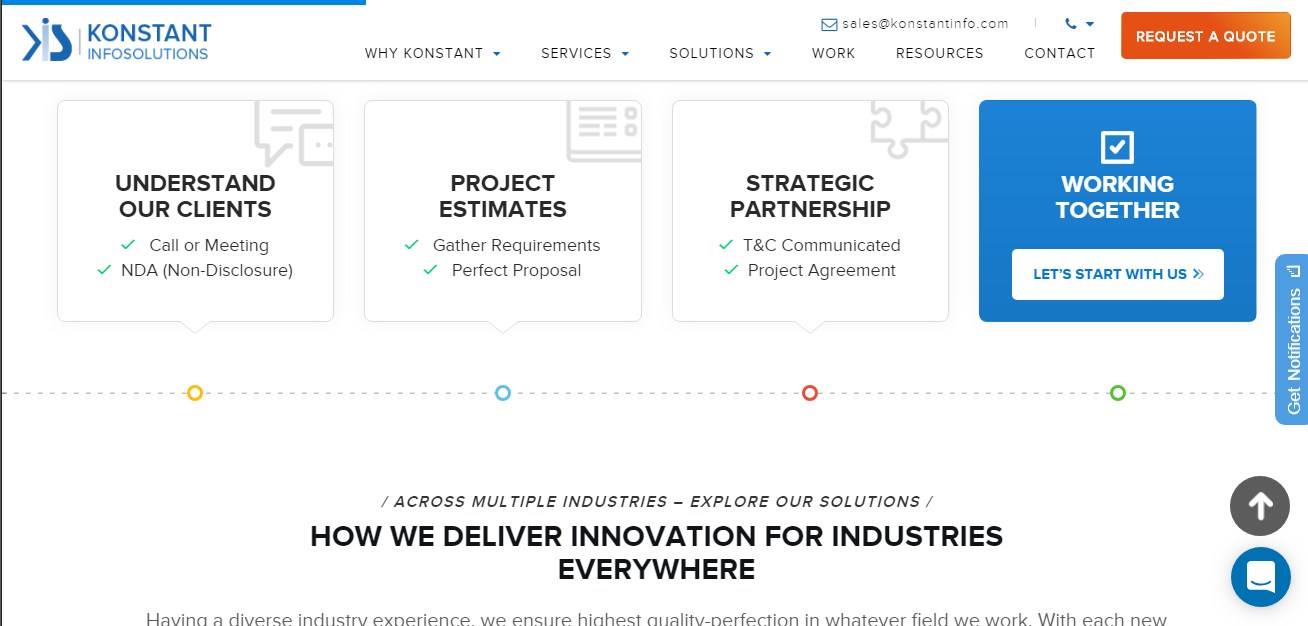 KONSTANT
INFOSOLUTIONS
sales@konstantinfo.com
REQUEST A QUOTE
WHY KONSTANT
SERVICES
SOLUTIONS
WORK
RESOURCES
CONTACT
UNDERSTAND
OUR CLIENTS
Call or Meeting
NDA (Non-Disclosure)
PROJECT
ESTIMATES
Gather Requirements
Perfect Proposal
STRATEGIC
PARTNERSHIP
T&C Communicated
Project Agreement
WORKING
TOGETHER
LET’S START WITH US
Get Notifications
/ ACROSS MULTIPLE INDUSTRIES – EXPLORE OUR SOLUTIONS /
HOW WE DELIVER INNOVATION FOR INDUSTRIES
EVERYWHERE
Having a diverse industry experience, we ensure highest quality-perfection in whatever field we work. With each new